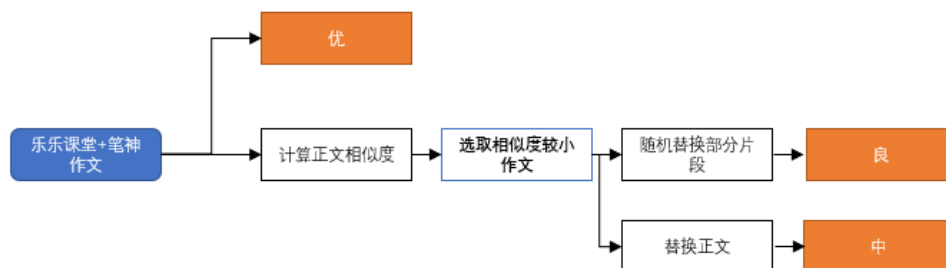 优
乐乐课堂+笔神
作文
计算正文相似度
选取相似度较小
作文
随机替换部分片
段
良
替换正文
中